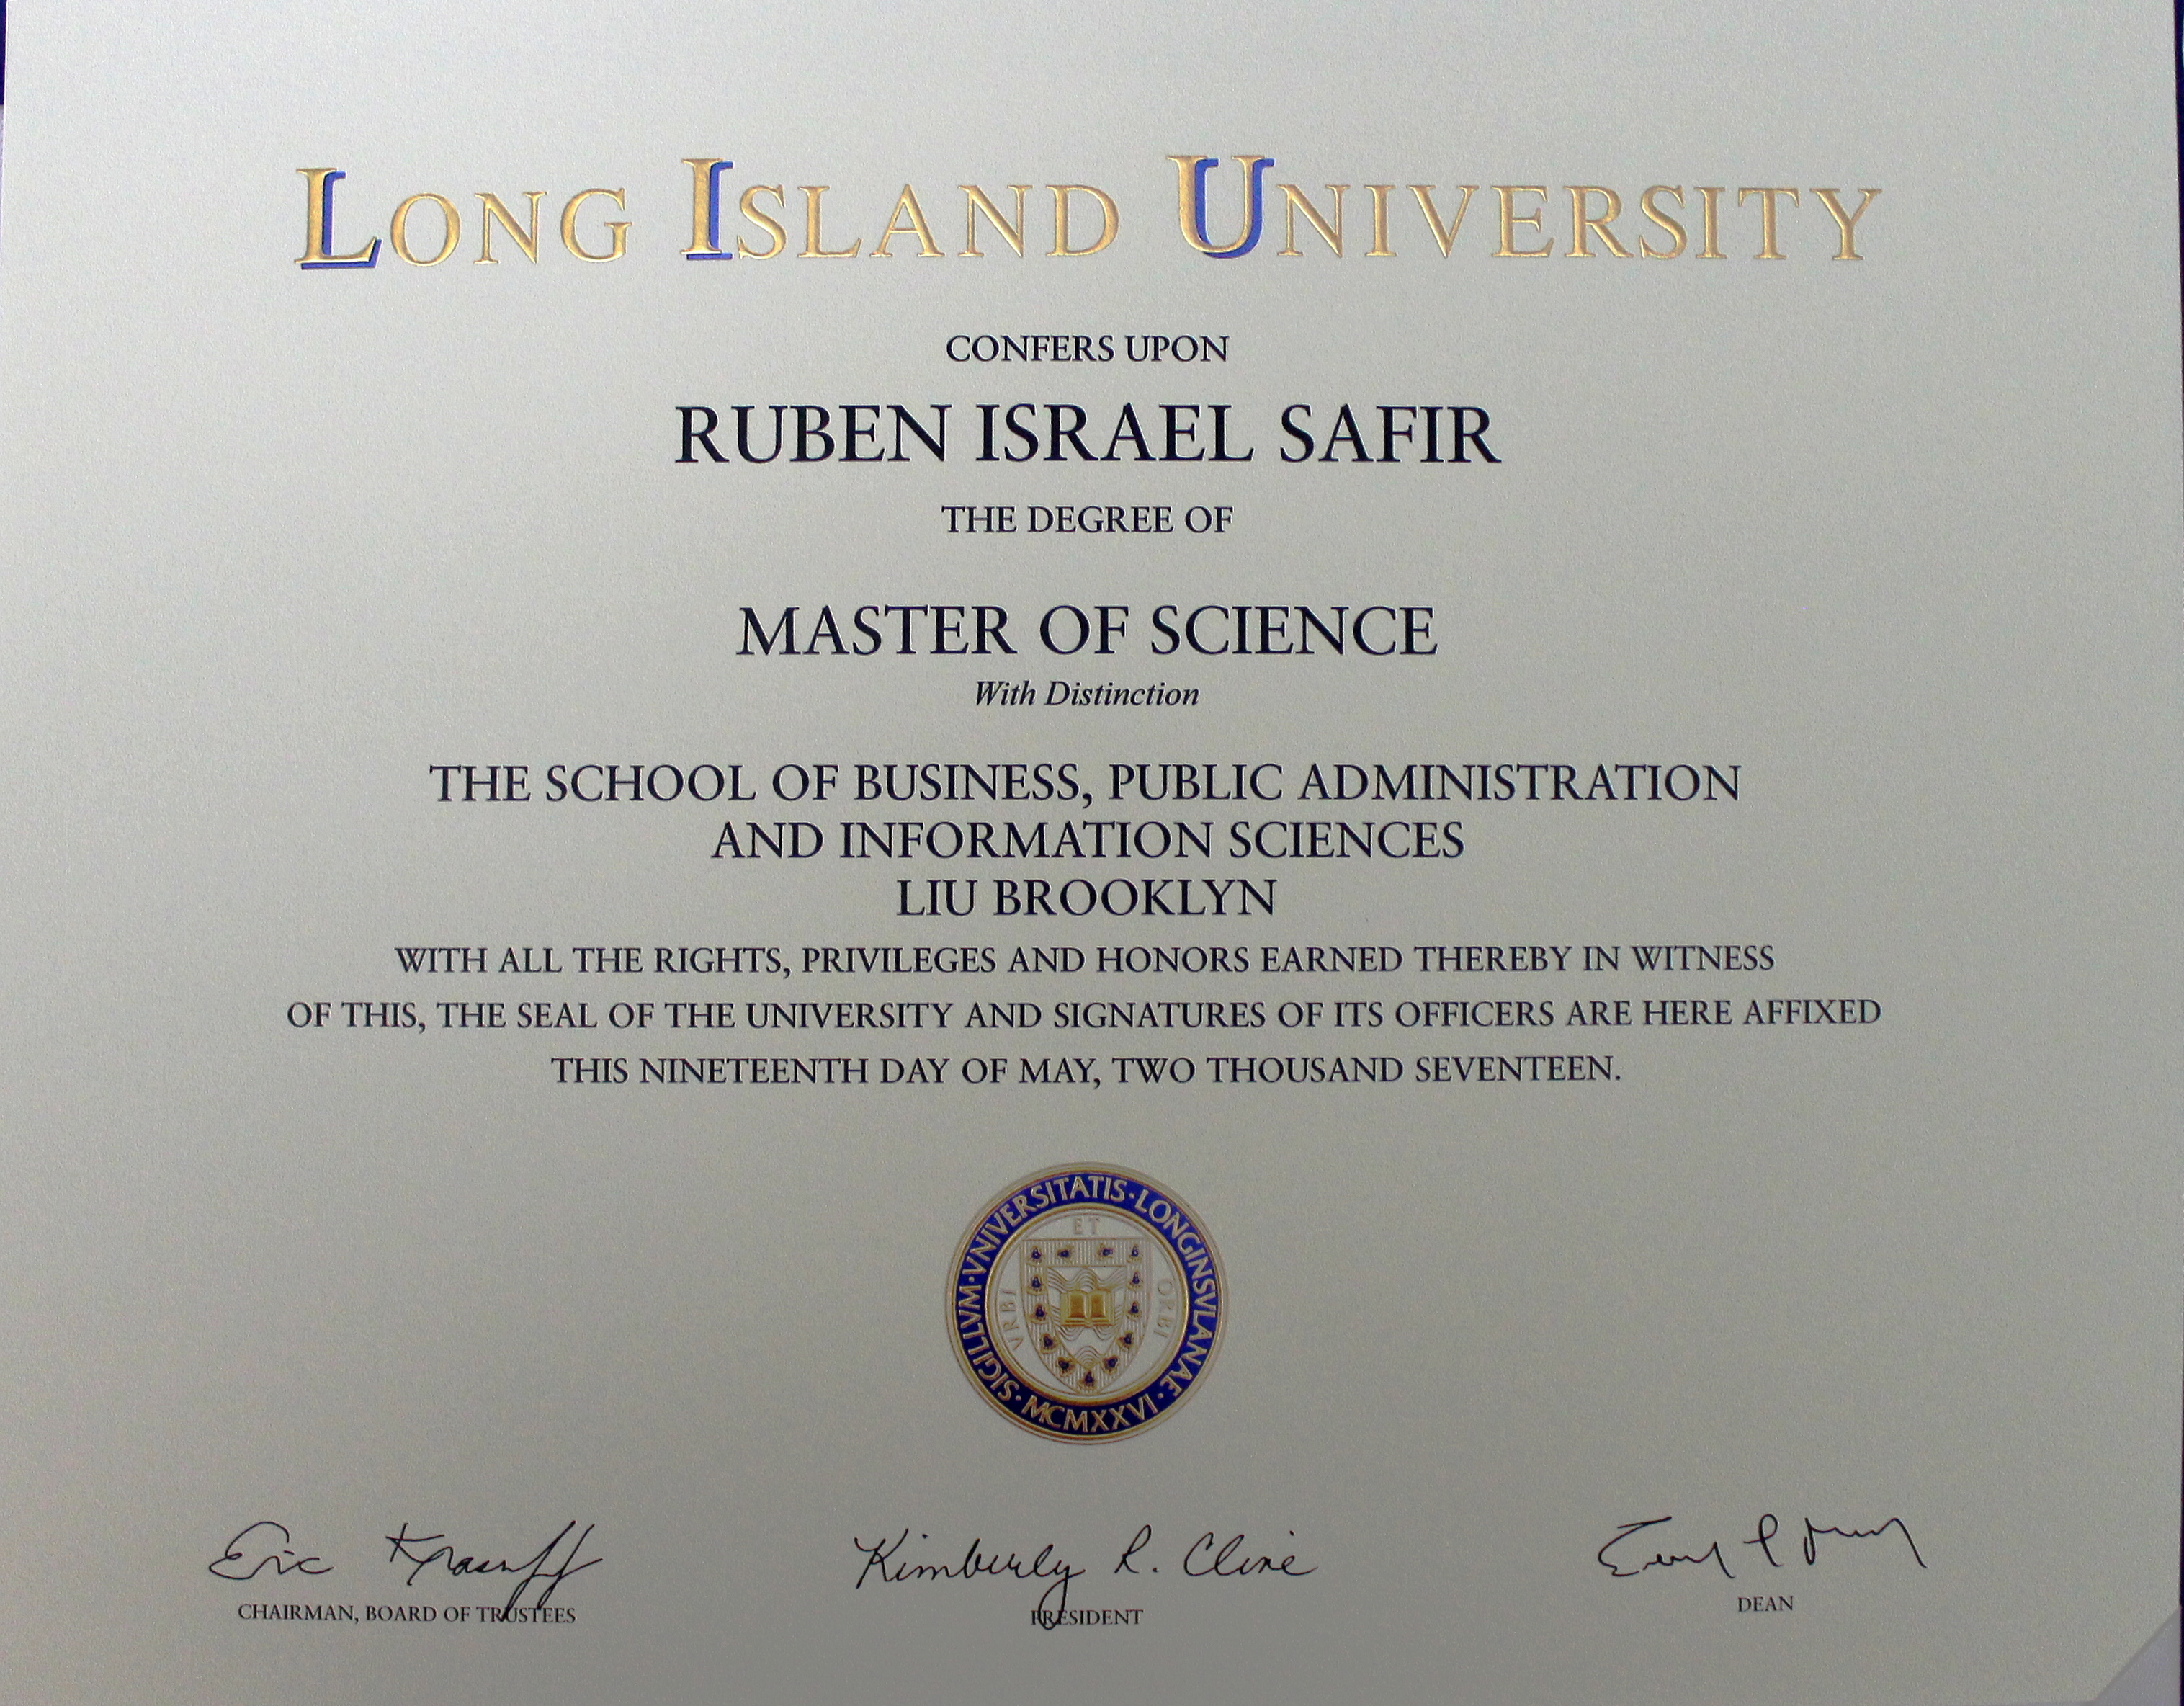 LONG ISLAND UNIVERSITY
CONFERS UPON
RUBEN ISRAEL SAFIR
THE DEGREE OF
MASTER OF SCIENCE
With Distinction
THE SCHOOL OF BUSINESS, PUBLIC ADMINISTRATION
AND INFORMATION SCIENCES
LIU BROOKLYN
WITH ALL THE RIGHTS, PRIVILEGES AND HONORS EARNED THEREBY IN WITNESS
OF THIS, THE SEAL OF THE UNIVERSITY AND SIGNATURES OF ITS OFFICERS ARE HERE AFFIXED
THIS NINETEENTH DAY OF MAY, TWO THOUSAND SEVENTEEN.
SIGILLVM·VNIVERSITATIS·LONGINSVLANAE·
MCMXXVI·
VRBI ET ORBI
Eric Kimberly R. Cline
CHAIRMAN, BOARD OF TRUSTEES PRESIDENT DEAN